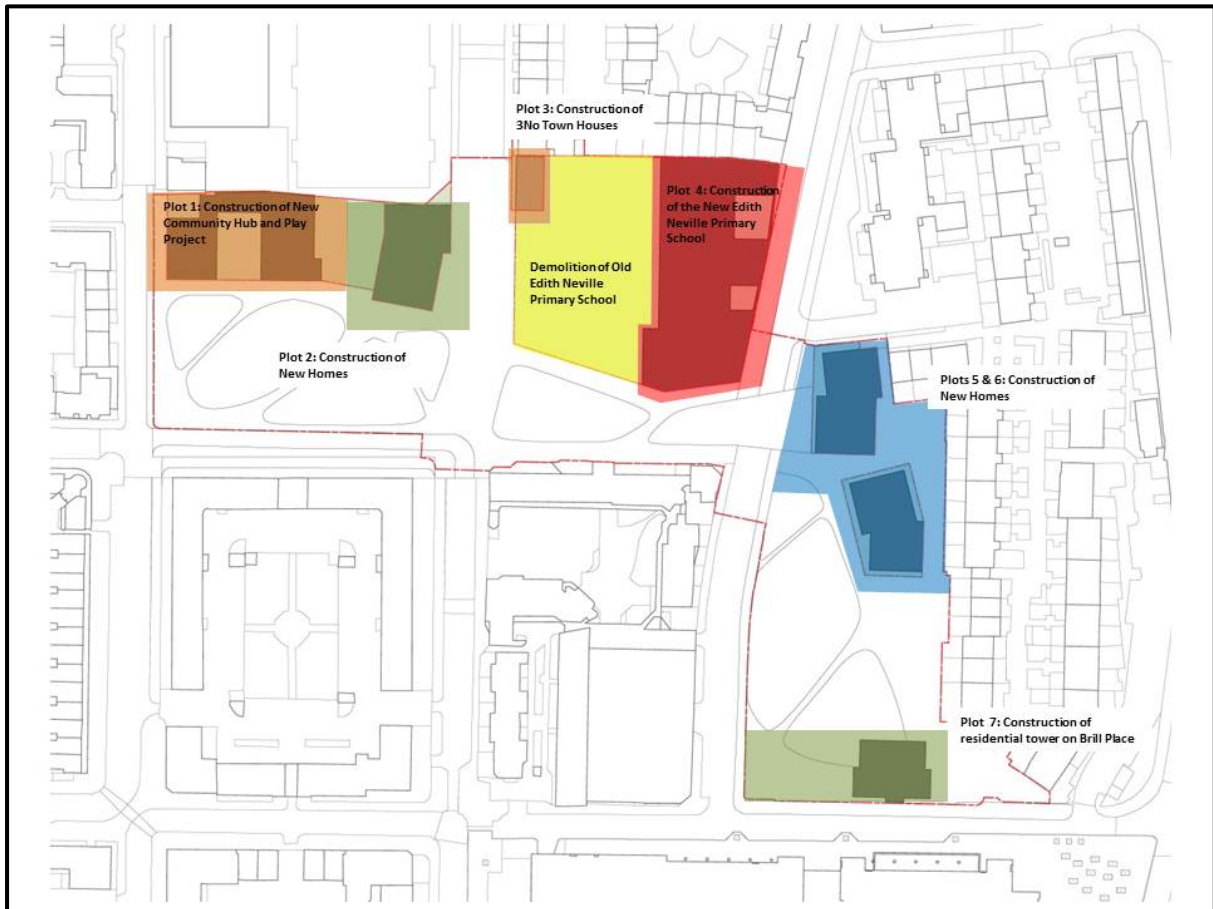 Plot 3: Construction of
3No Town Houses
Plot 1: Construction of New
Community Hub and Play
Project
Plot 4: Construction
of the New Edith
Neville Primary
School
Demolition of Old
Edith Neville
Primary School
Plot 2: Construction of
New Homes
Plots 5 & 6: Construction of
New Homes
Plot 7: Construction of
residential tower on Brill Place